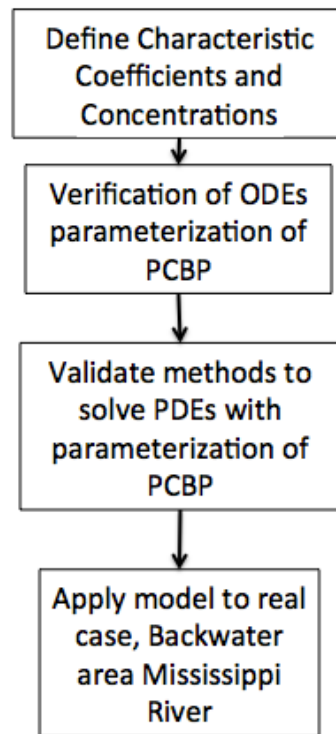 Define Characteristic
Coefficients and
Concentrations
Verification of ODEs
parameterization of
PCBP
Validate methods to
solve PDEs with
parameterization of
PCBP
Apply model to real
case, Backwater
area Mississippi
River